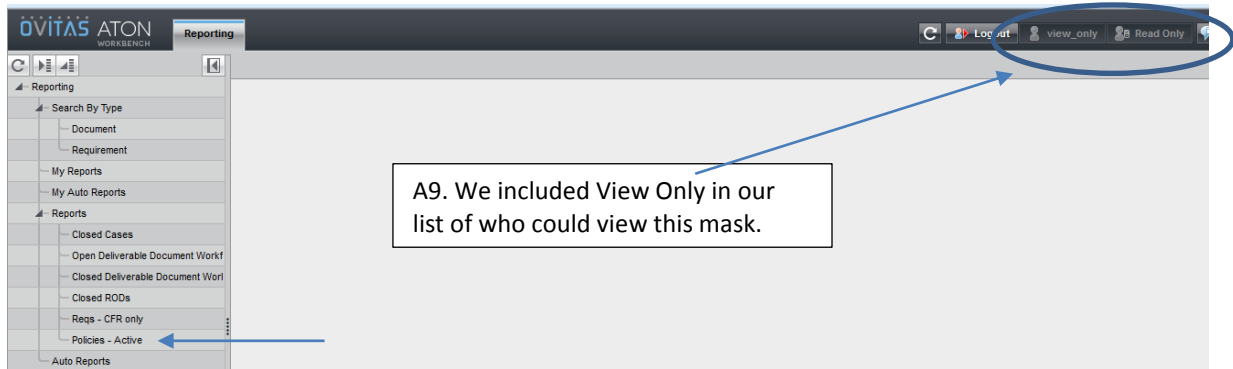 ÖVİTAS ATON
WORKBENCH
Reporting
Logout view_only Read Only
Reporting
Search By Type
Document
Requirement
My Reports
My Auto Reports
Reports
Closed Cases
Open Deliverable Document Workf
Closed Deliverable Document Worl
Closed RODs
Reqs - CFR only
Policies - Active
Auto Reports
A9. We included View Only in our
list of who could view this mask.